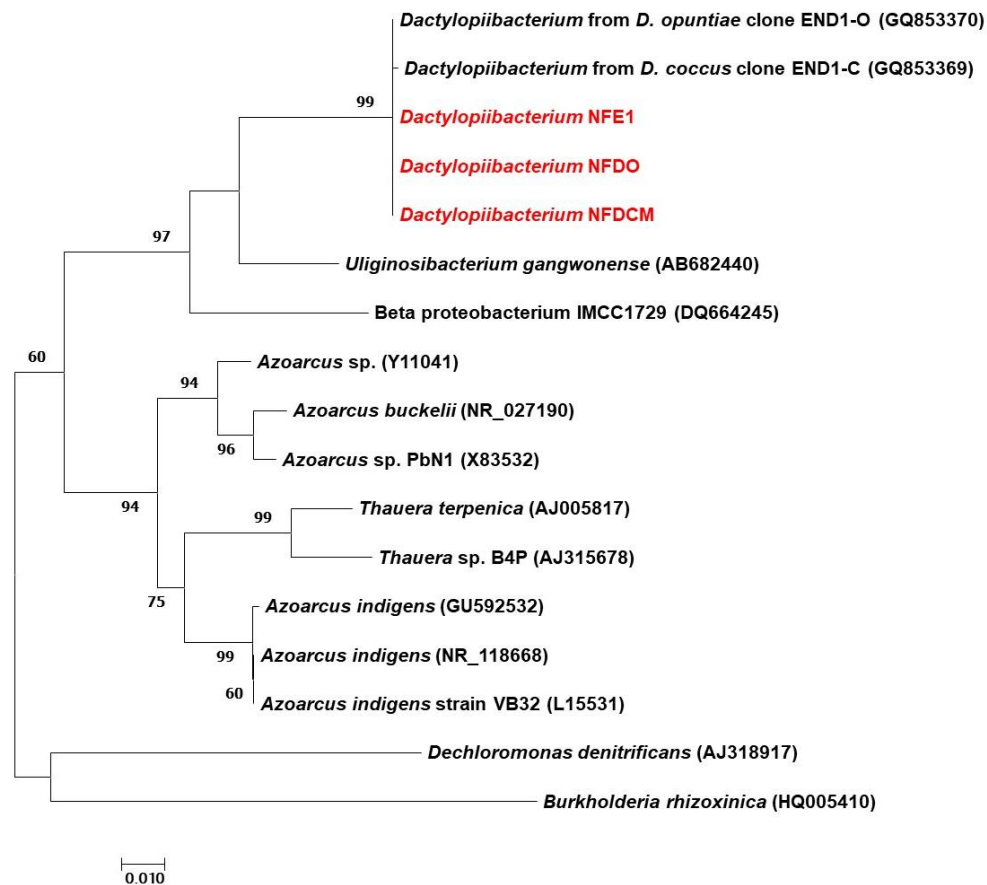 Dactylopiibacterium from D. opuntiae clone END1-O (GQ853370)
Dactylopiibacterium from D. coccus clone END1-C (GQ853369)
99
Dactylopiibacterium NFE1
Dactylopiibacterium NFDO
Dactylopiibacterium NFDCM
97
Uliginosibacterium gangwonense (AB682440)
Beta proteobacterium IMCC1729 (DQ664245)
60
Azoarcus sp. (Y11041)
94
Azoarcus buckelii (NR_027190)
96
Azoarcus sp. PbN1 (X83532)
94
Thauera terpenica (AJ005817)
99
Thauera sp. B4P (AJ315678)
75
Azoarcus indigens (GU592532)
99
Azoarcus indigens (NR_118668)
60
Azoarcus indigens strain VB32 (L15531)
Dechloromonas denitrificans (AJ318917)
Burkholderia rhizoxinica (HQ005410)
0.010